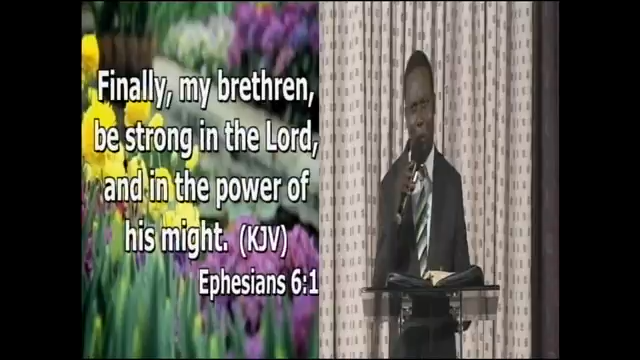 Finally, my brethren,
be strong in the Lord,
and in the power of
his might. (KJV)
Ephesians 6:1